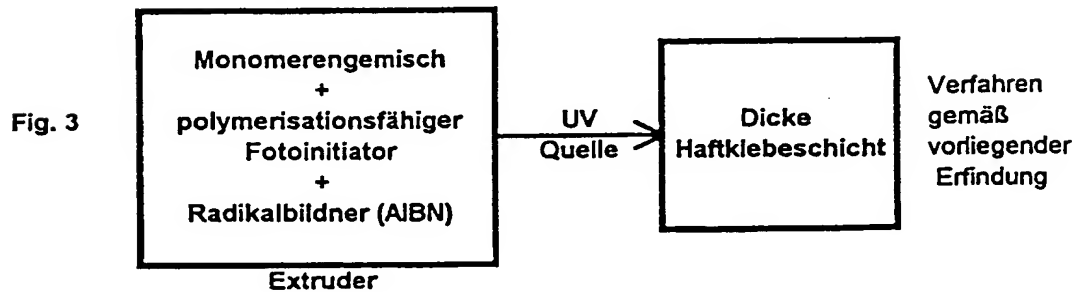 Fig. 3
Monomerengemisch
+
polymerisationsfähiger
Fotoinitiator
+
Radikalbildner (AIBN)
Extruder
UV
Quelle
Dicke
Haftklebeschicht
Verfahren
gemäß
vorliegender
Erfindung